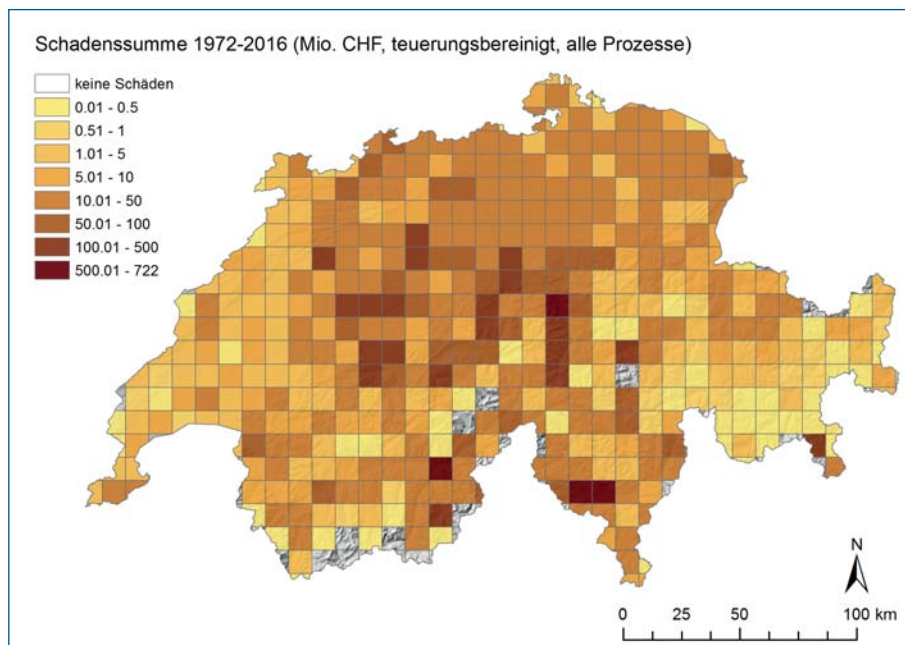 Schadenssumme 1972-2016 (Mio. CHF, teuerungsbereinigt, alle Prozesse)
keine Schäden
0.01 - 0.5
0.51 - 1
1.01 - 5
5.01 - 10
10.01 - 50
50.01 - 100
100.01 - 500
500.01 - 722
N
0 25 50 100 km